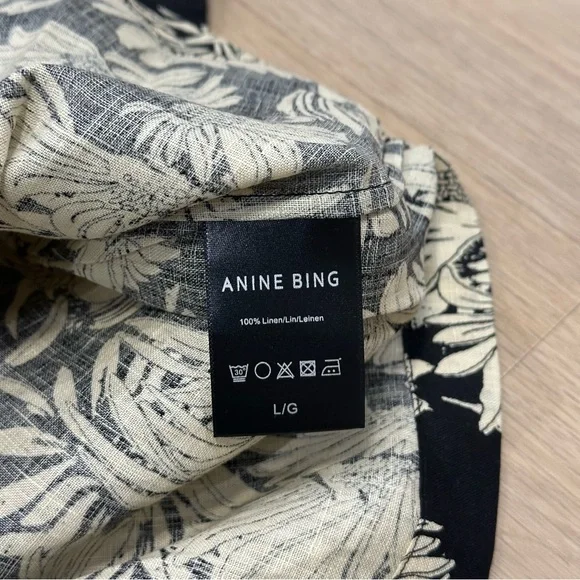 ANINE BING
100% Linen/Lin/Leinen
30°
L/G